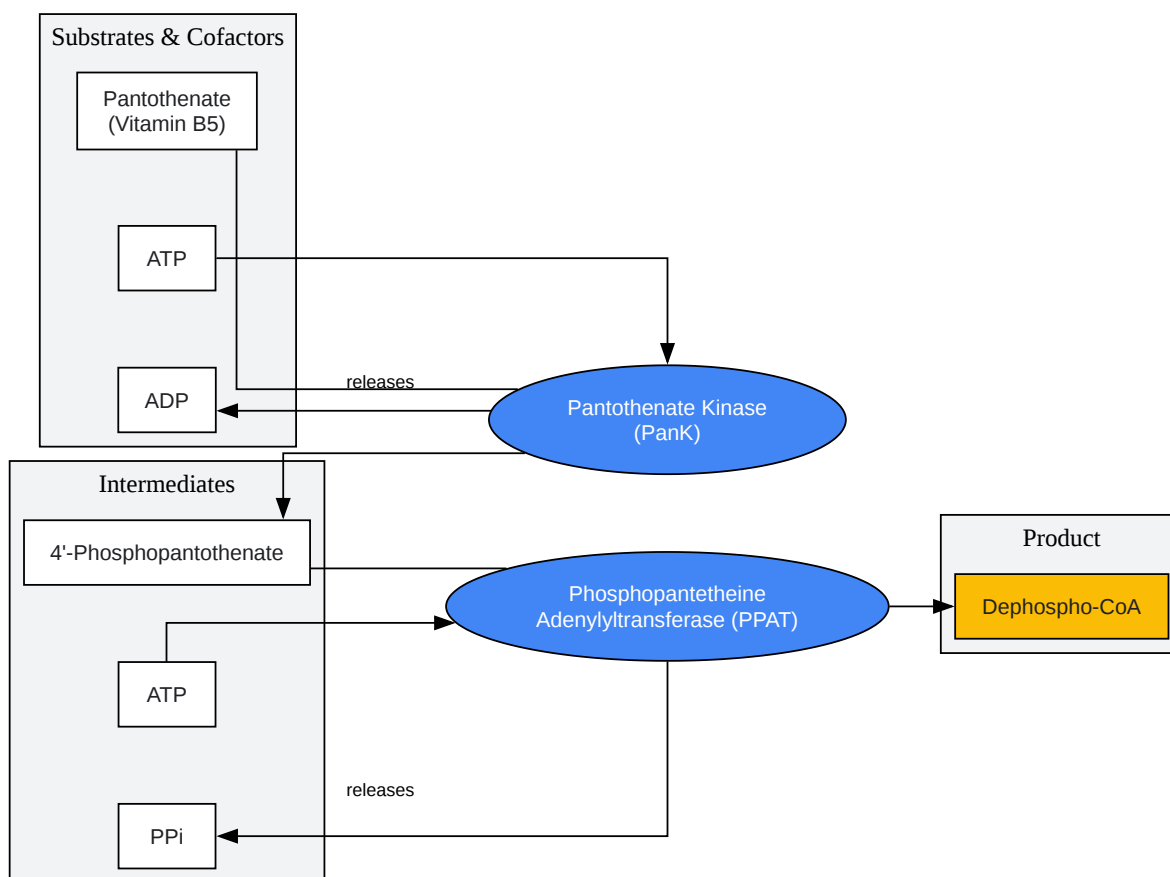 Substrates & Cofactors
Pantothenate
(Vitamin B5)
ATP
ADP
releases
Pantothenate Kinase
(PanK)
Intermediates
4'-Phosphopantothenate
Phosphopantetheine
Adenylyltransferase (PPAT)
Product
Dephospho-CoA
ATP
releases
PPi